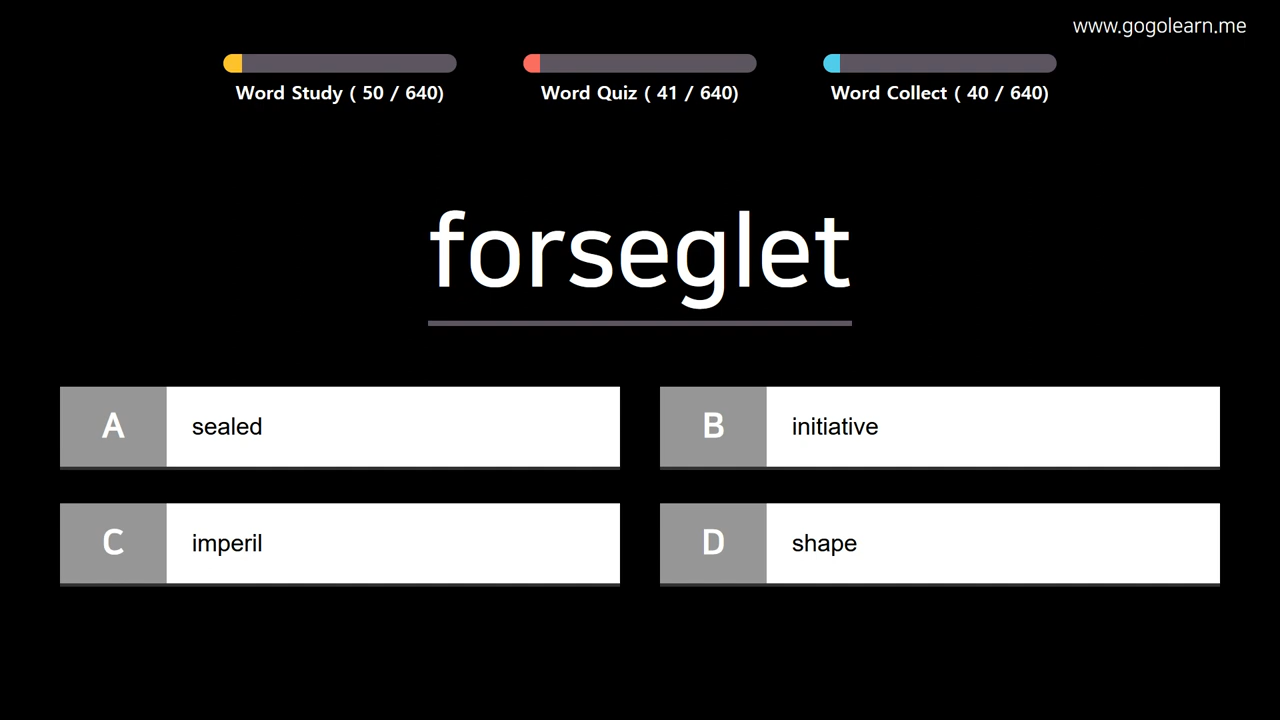 www.gogolearn.me
Word Study ( 50 / 640)
Word Quiz ( 41 / 640)
Word Collect ( 40 / 640)
forseglet
A sealed
B initiative
C imperil
D shape